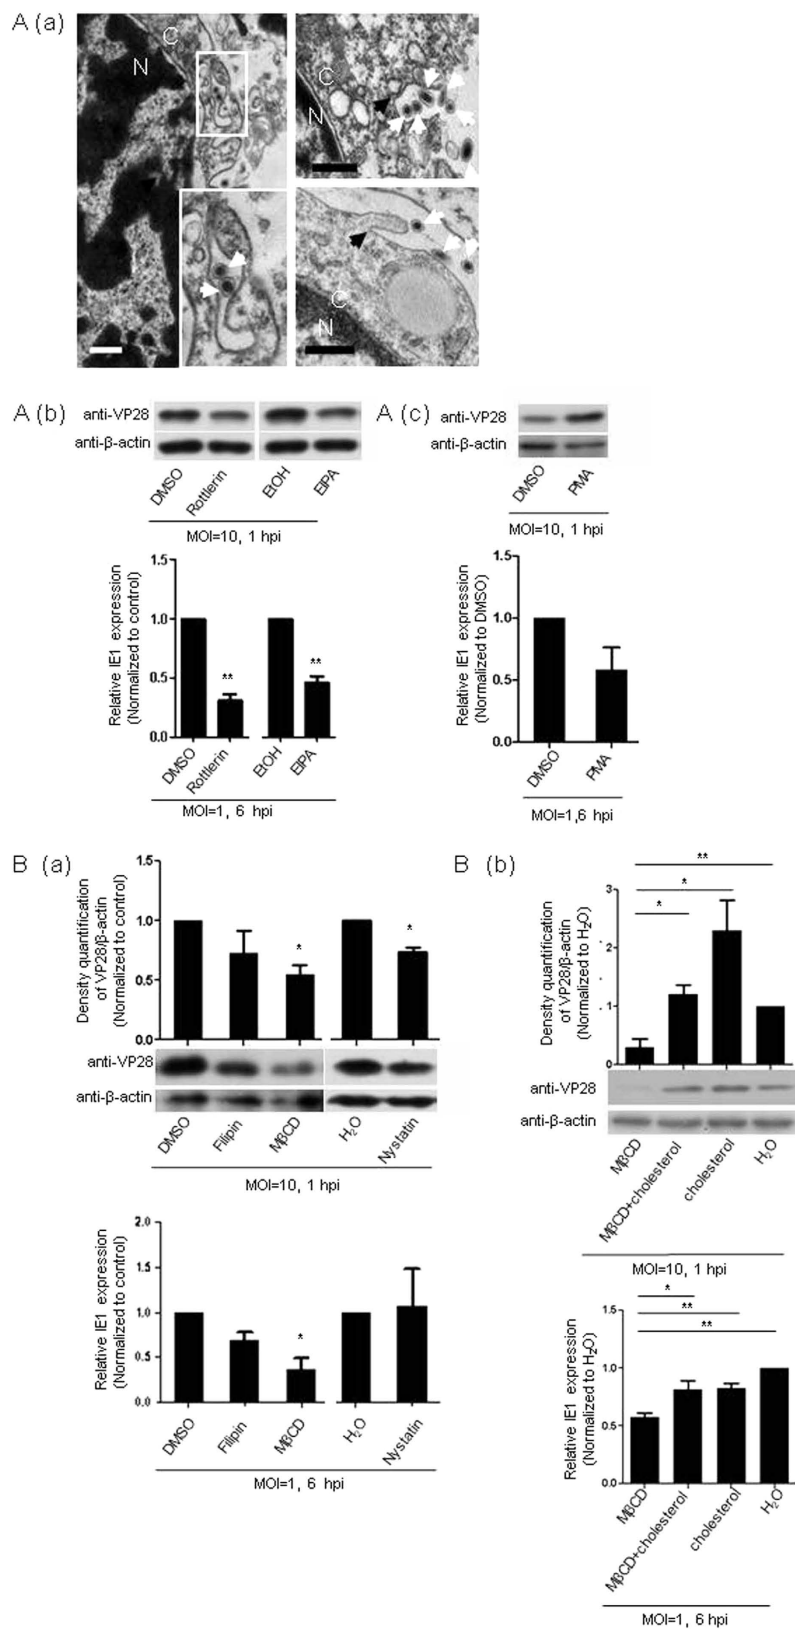 A (a)
C
N
C
N
C
N
A (b)
anti-VP28
anti-β-actin
DMSO
Rottlerin
EtOH
EIPA
MOI=10, 1 hpi
Relative IE1 expression
(Normalized to control)
1.5
1.0
0.5
0.0
**
**
DMSO
Rottlerin
EtOH
EIPA
MOI=1, 6 hpi
A (c)
anti-VP28
anti-β-actin
DMSO
PMA
MOI=10, 1 hpi
Relative IE1 expression
(Normalized to DMSO)
1.5
1.0
0.5
0.0
DMSO
PMA
MOI=1,6 hpi
B (a)
Density quantification
of VP28/β-actin
(Normalized to control)
1.5
1.0
0.5
0.0
*
*
anti-VP28
anti-β-actin
DMSO
Filipin
MβCD
H2O
Nystatin
MOI=10, 1 hpi
Relative IE1 expression
(Normalized to control)
2.0
1.5
1.0
0.5
0.0
*
DMSO
Filipin
MβCD
H2O
Nystatin
MOI=1, 6 hpi
B (b)
Density quantification
of VP28/β-actin
(Normalized to H2O)
**
*
*
3
2
1
0
anti-VP28
anti-β-actin
MβCD
MβCD+cholesterol
cholesterol
H2O
MOI=10, 1 hpi
Relative IE1 expression
(Normalized to H2O)
*
**
**
1.5
1.0
0.5
0.0
MβCD
MβCD+cholesterol
cholesterol
H2O
MOI=1, 6 hpi